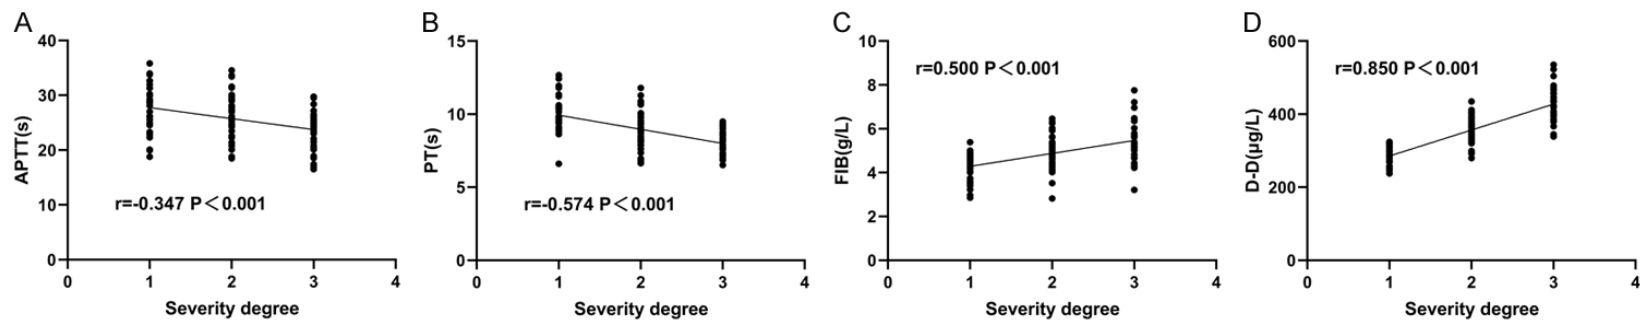 A
40
30
20
10
0
APTT(s)
r=-0.347 P<0.001
0 1 2 3 4
Severity degree
B
15
10
5
0
PT(s)
r=-0.574 P<0.001
0 1 2 3 4
Severity degree
C
10
8
6
4
2
0
FIB(g/L)
r=0.500 P<0.001
0 1 2 3 4
Severity degree
D
600
400
200
0
D-D(μg/L)
r=0.850 P<0.001
0 1 2 3 4
Severity degree